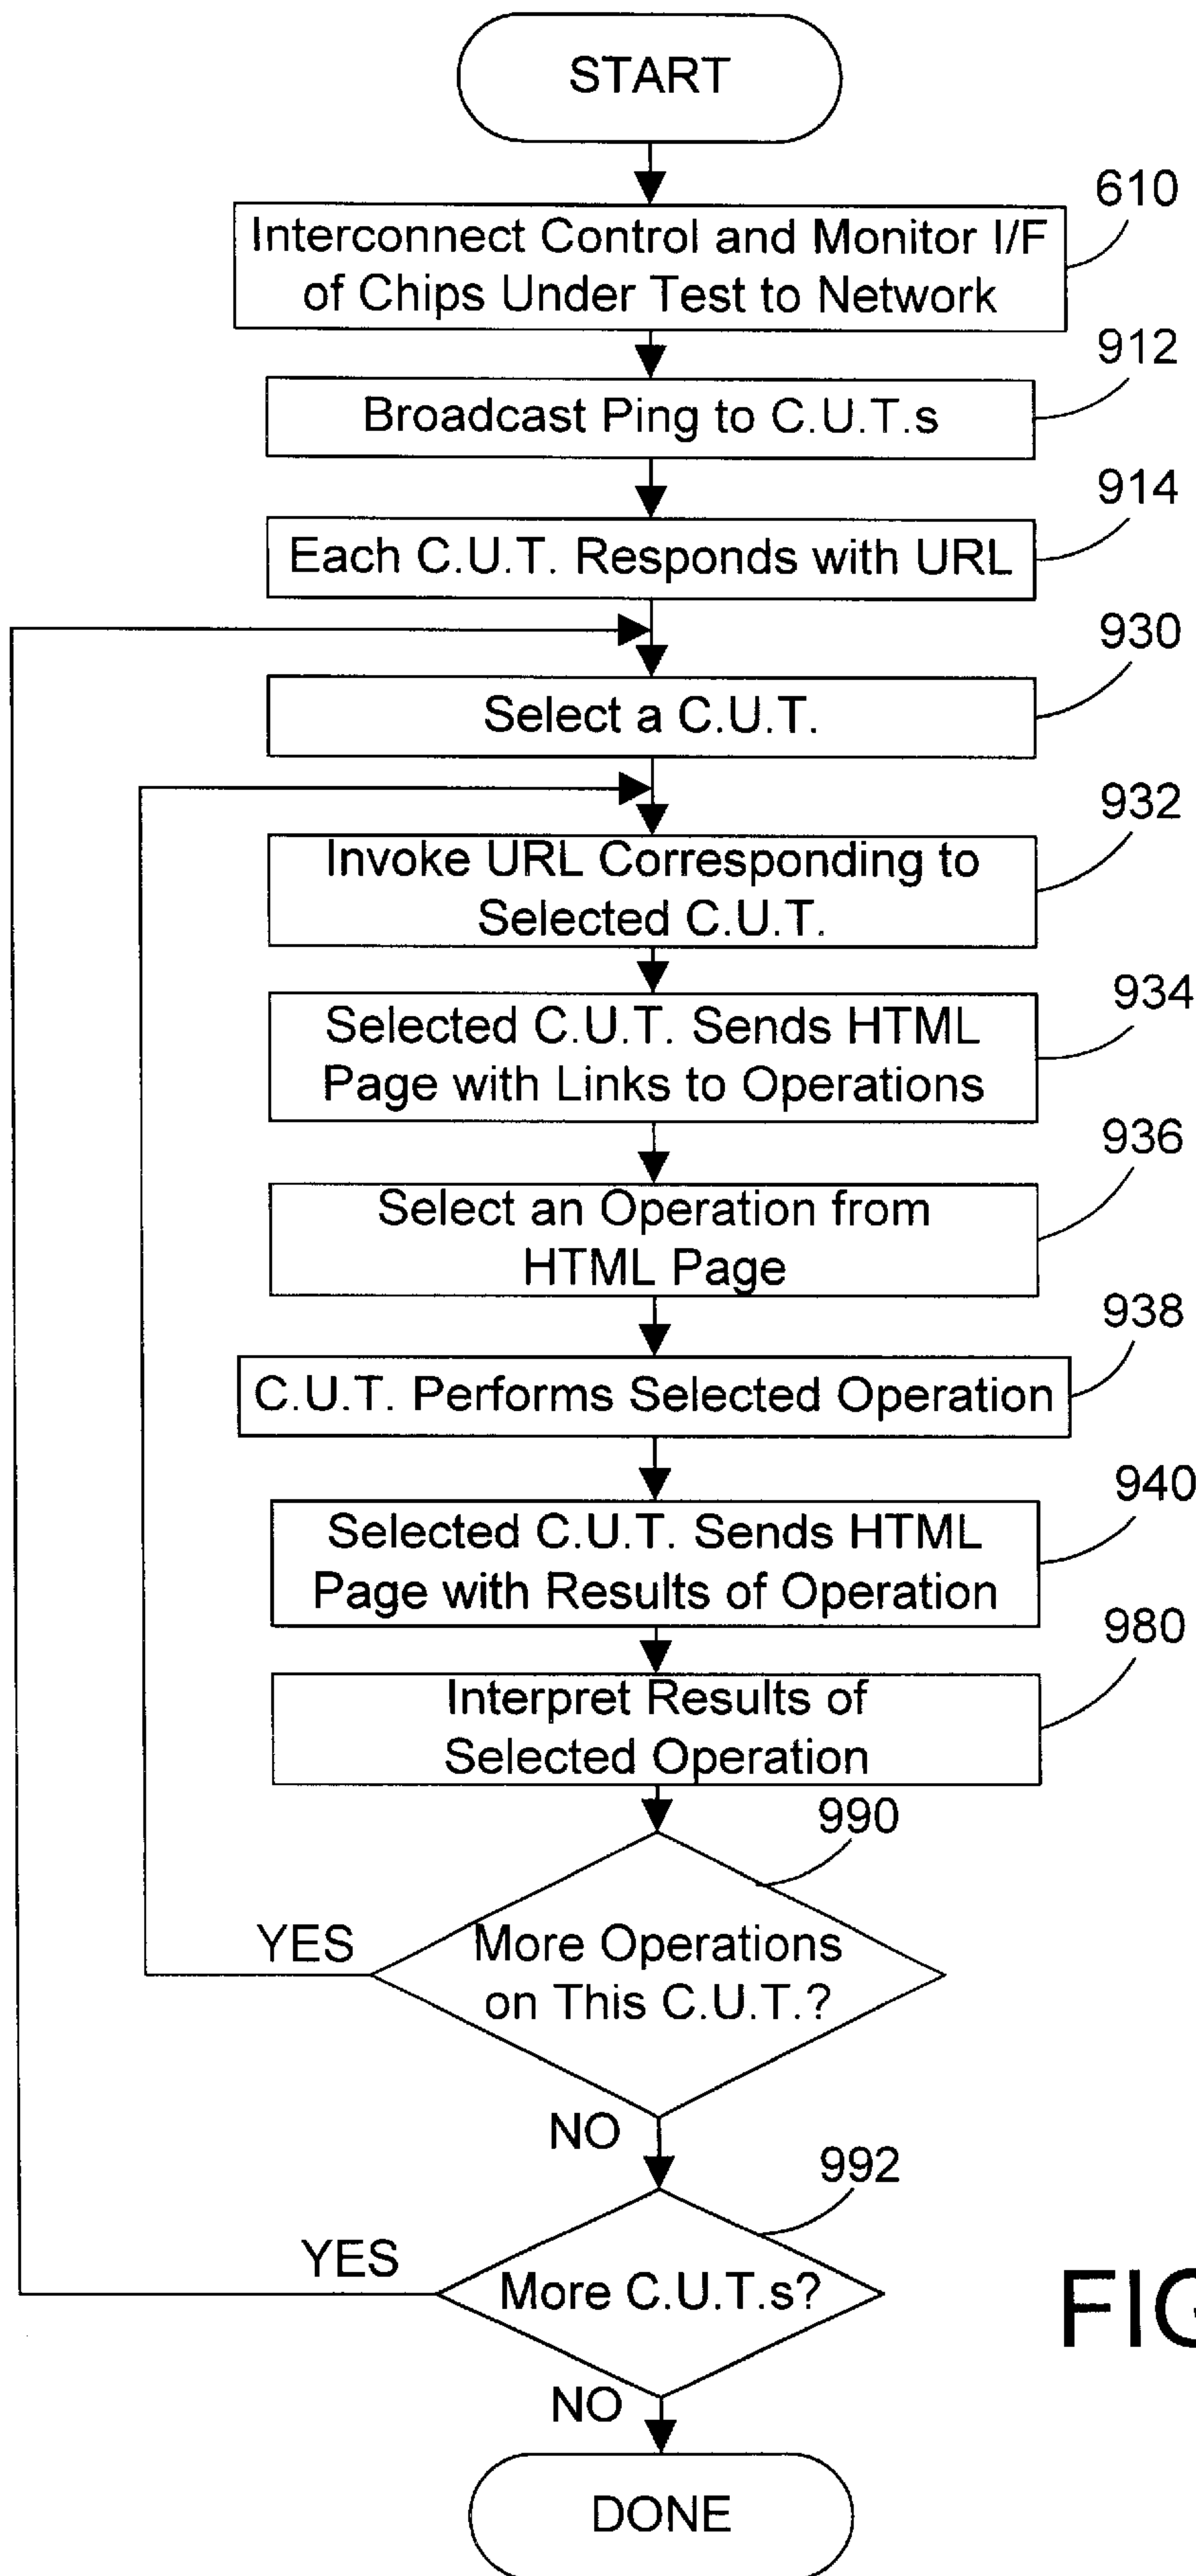 START
610
Interconnect Control and Monitor I/F
of Chips Under Test to Network
912
Broadcast Ping to C.U.T.s
914
Each C.U.T. Responds with URL
930
Select a C.U.T.
932
Invoke URL Corresponding to
Selected C.U.T.
934
Selected C.U.T. Sends HTML
Page with Links to Operations
936
Select an Operation from
HTML Page
938
C.U.T. Performs Selected Operation
940
Selected C.U.T. Sends HTML
Page with Results of Operation
980
Interpret Results of
Selected Operation
990
YES
More Operations
on This C.U.T.?
NO
992
YES
More C.U.T.s?
NO
DONE